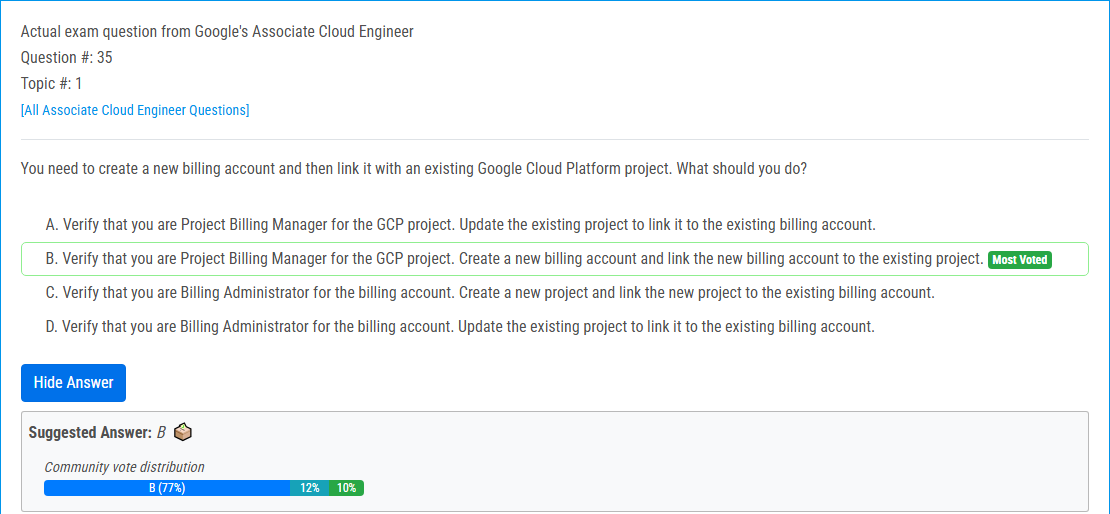 Actual exam question from Google's Associate Cloud Engineer
Question #: 35
Topic #: 1
[All Associate Cloud Engineer Questions]
You need to create a new billing account and then link it with an existing Google Cloud Platform project. What should you do?
A. Verify that you are Project Billing Manager for the GCP project. Update the existing project to link it to the existing billing account.
B. Verify that you are Project Billing Manager for the GCP project. Create a new billing account and link the new billing account to the existing project. Most Voted
C. Verify that you are Billing Administrator for the billing account. Create a new project and link the new project to the existing billing account.
D. Verify that you are Billing Administrator for the billing account. Update the existing project to link it to the existing billing account.
Hide Answer
Suggested Answer: B
Community vote distribution
B (77%) 12% 10%